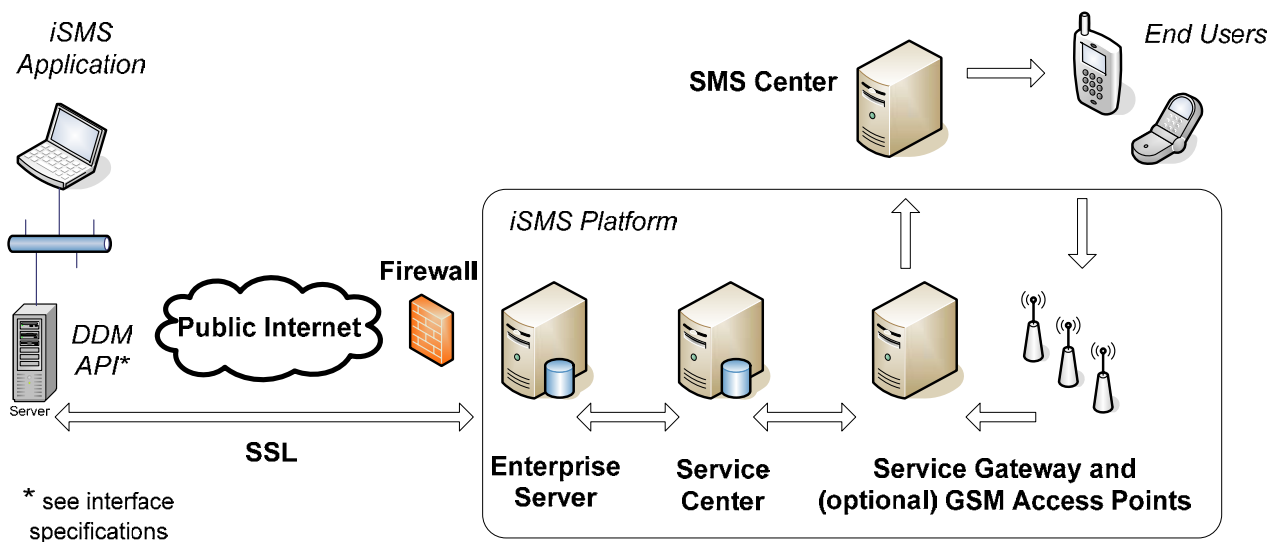 iSMS
Application
End Users
SMS Center
iSMS Platform
Firewall
Public Internet
DDM
API*
Server
SSL
Enterprise
Server
Service
Center
Service Gateway and
(optional) GSM Access Points
* see interface
specifications